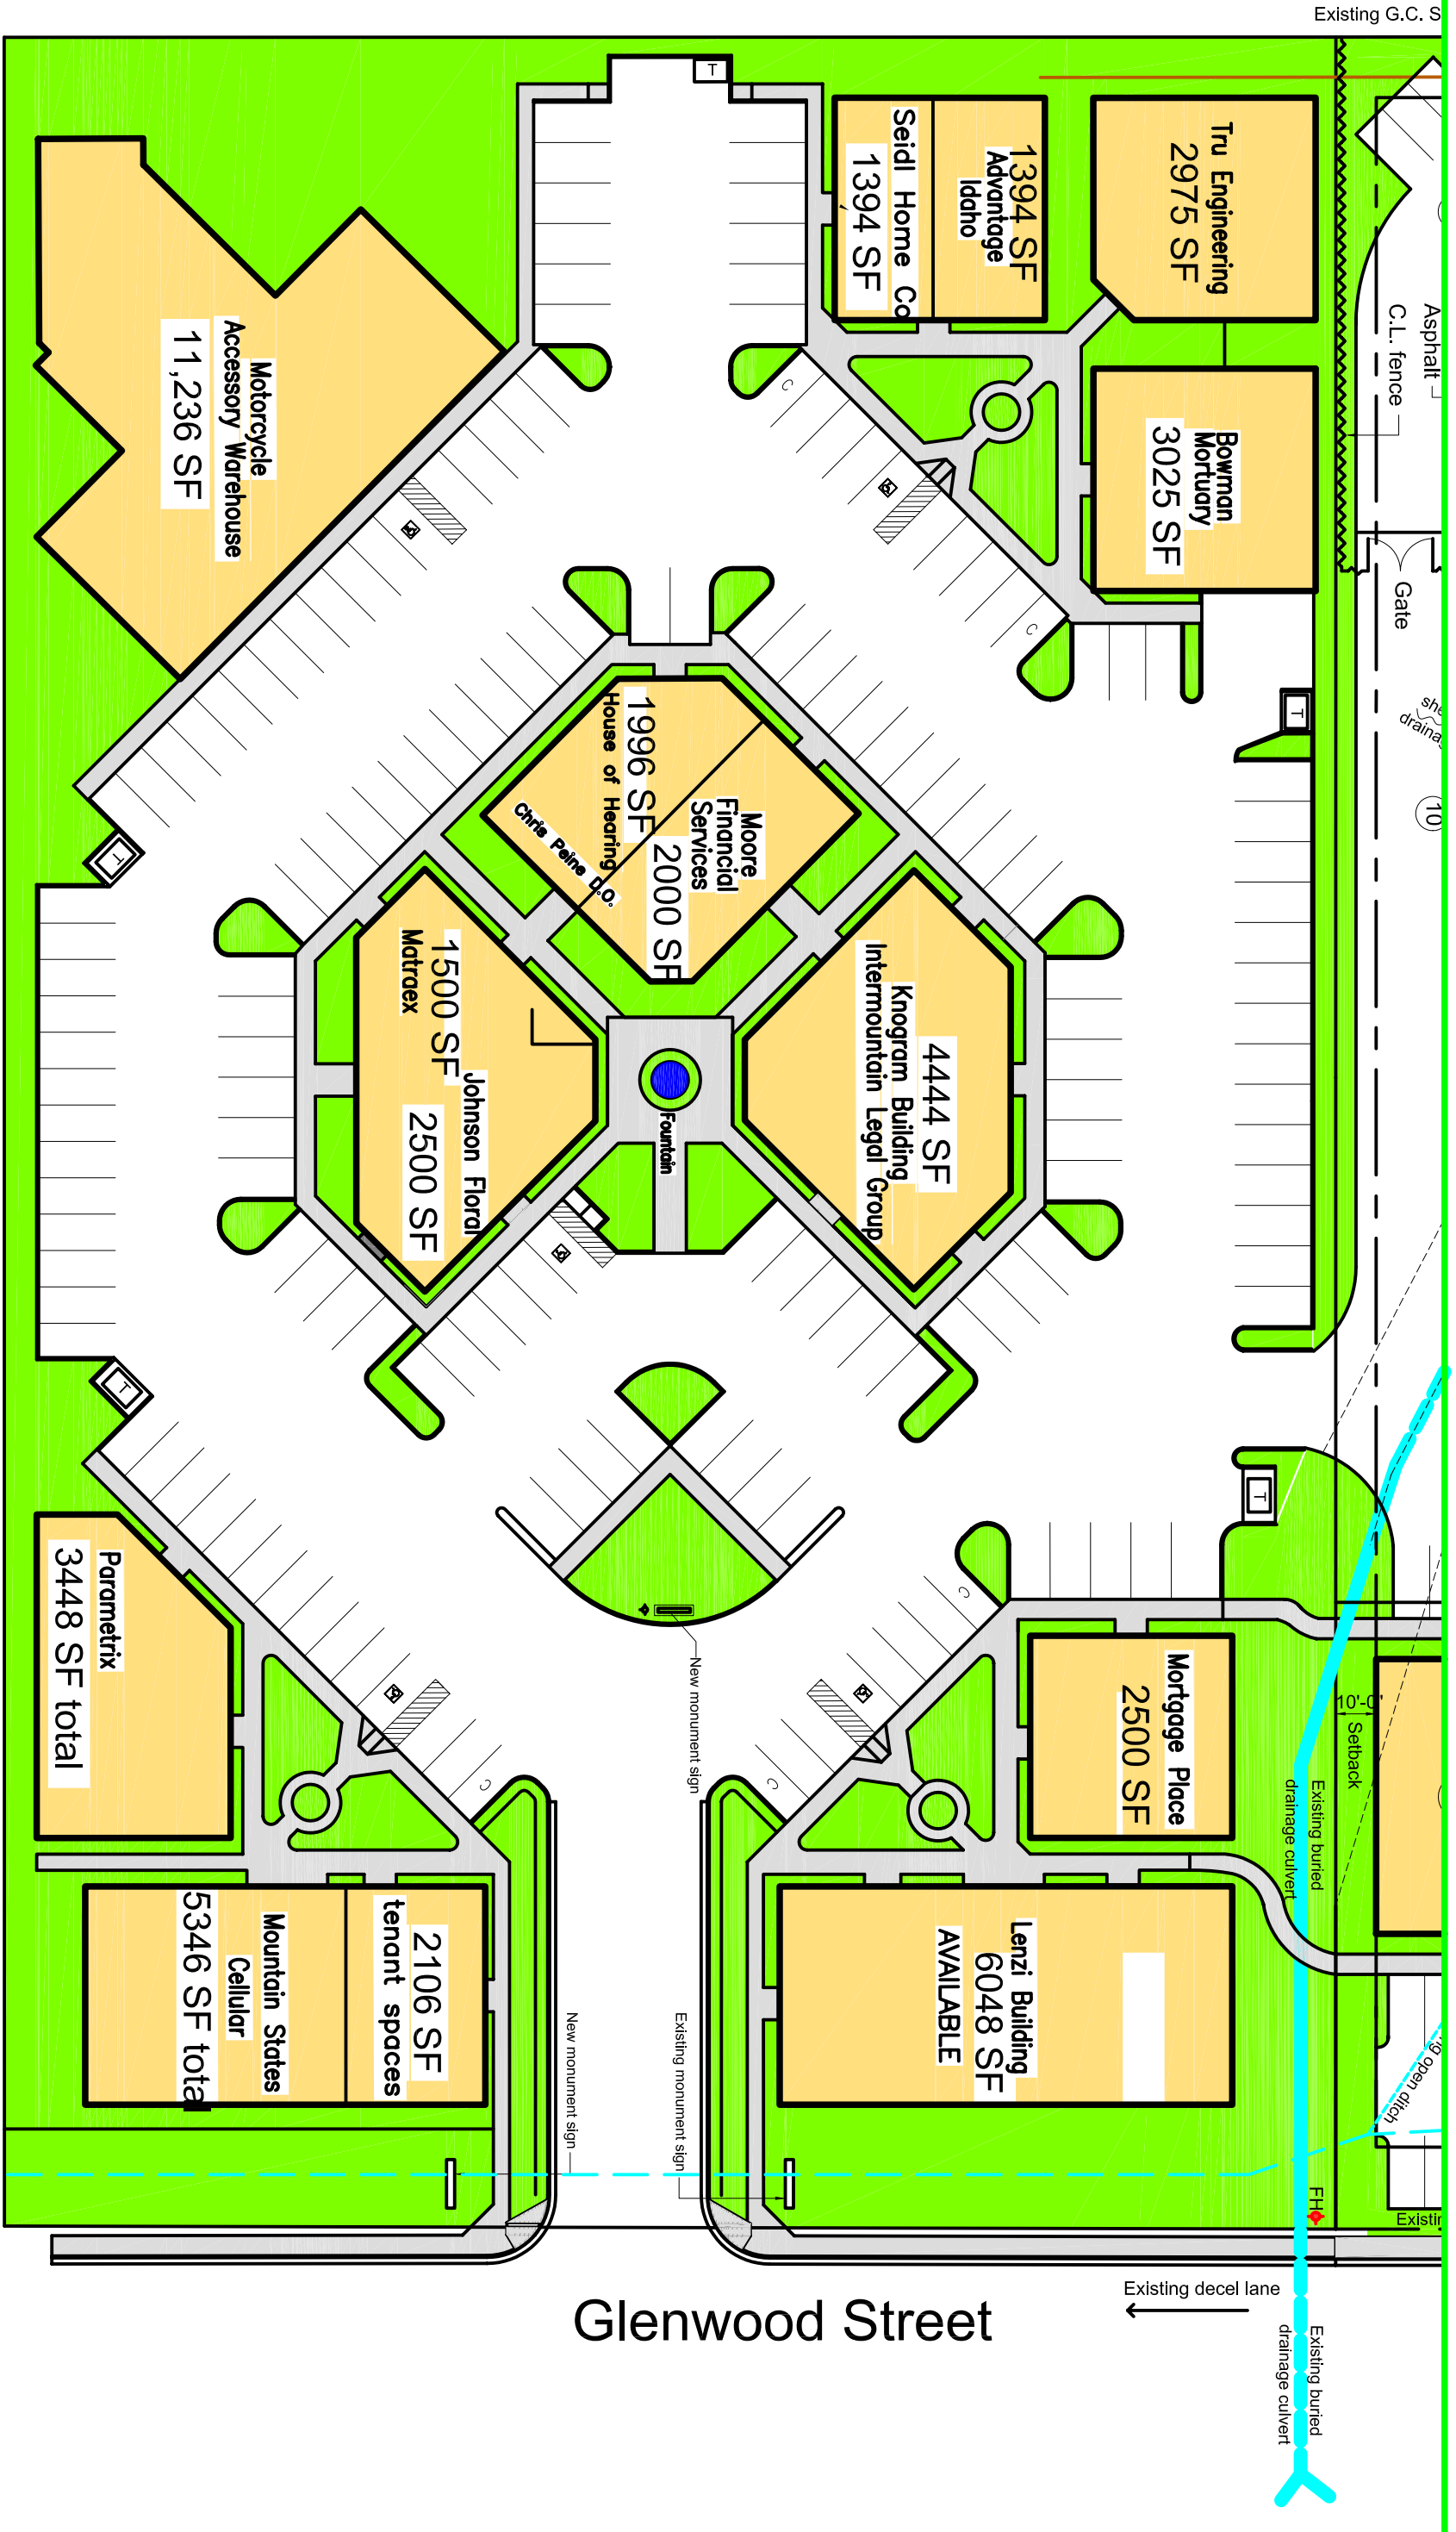 Existing G.C. S
T
Seidl Home Co
1394 SF
1394 SF
Advantage
Idaho
Tru Engineering
2975 SF
Asphalt
C.L. fence
Motorcycle
Accessory Warehouse
11,236 SF
Bowman
Mortuary
3025 SF
C
Gate
C
T
1996 SF
House of Hearing
Chris Peine D.O.
Moore
Financial
Services
2000 SF
10
T
1500 SF
Matraex
Johnson Floral
2500 SF
Fountain
4444 SF
Knogram Building
Intermountain Legal Group
T
T
C
Parametrix
3448 SF total
New monument sign
Mortgage Place
2500 SF
10'-0"
Setback
Existing buried
drainage culvert
C
C
Mountain States
Cellular
5346 SF total
2106 SF
tenant spaces
Lenzi Building
6048 SF
AVAILABLE
New monument sign
Existing monument sign
ng open ditch
FH
Existin
Existing decel lane
Glenwood Street
Existing buried
drainage culvert